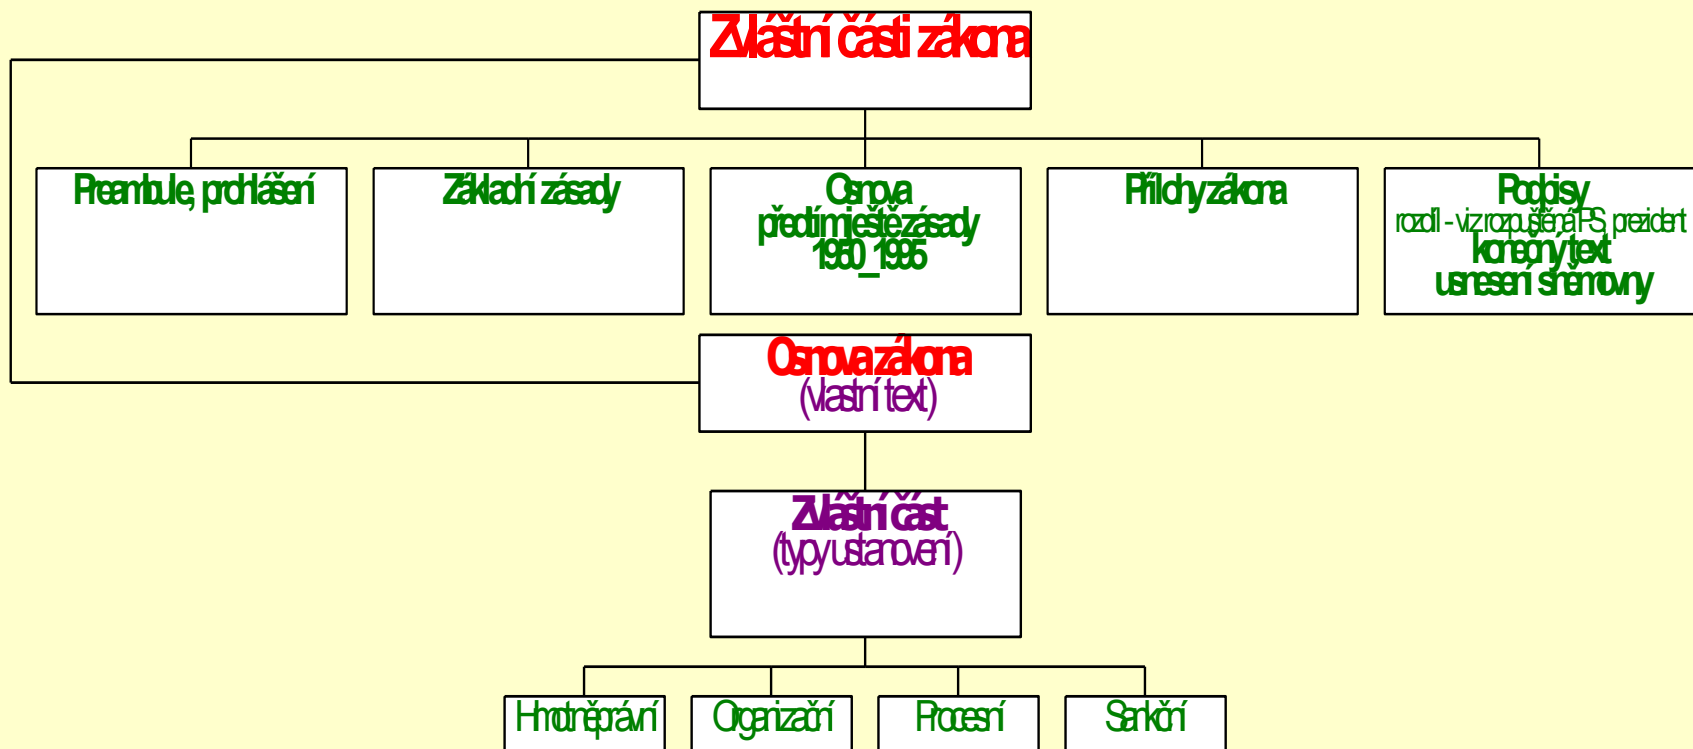 Zvláštní části zákona
Preambule, prohlášení
Základní zásady
Osnova
předtím ještě zásady
1950_1995
Přílohy zákona
Podpisy
rozdíl - viz rozpuštěná PS, prezident
konečný text
usnesení sněmovny
Osnova zákona
(vlastní text)
Zvláštní část
(typy ustanovení)
Hmotněprávní
Organizační
Procesní
Sankční